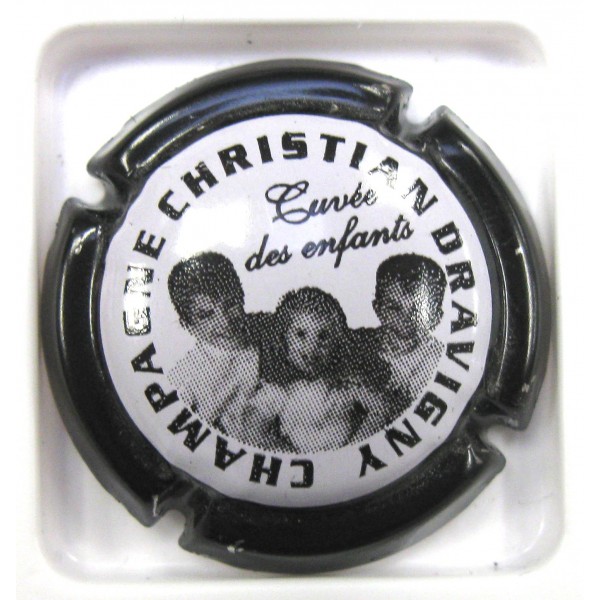 CHAMPAGNE CHRISTIAN DRAVIGNY
Cuvée
des enfants